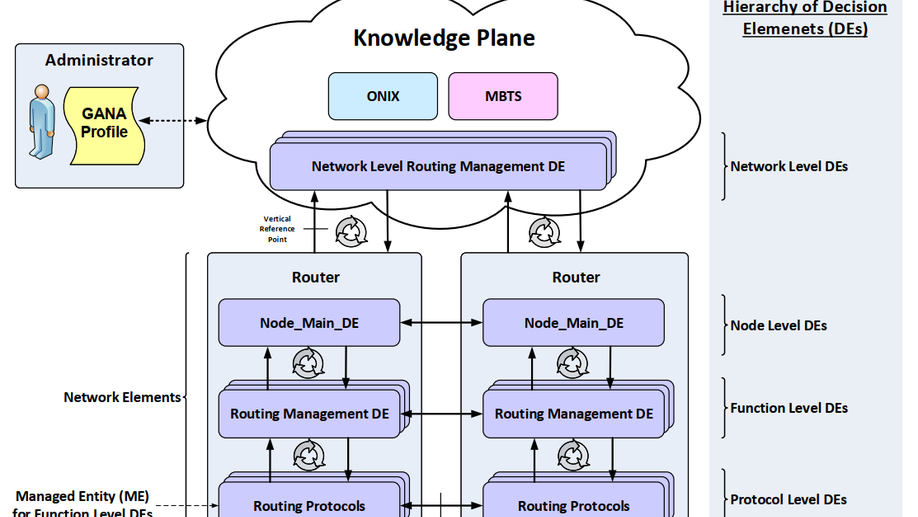 Hierarchy of Decision
Elemenets (DEs)
Knowledge Plane
Administrator
GANA
Profile
ONIX
MBTS
Network Level Routing Management DE
Network Level DEs
Vertical
Reference
Point
Router
Router
Node_Main_DE
Node_Main_DE
Node Level DEs
Network Elements
Routing Management DE
Routing Management DE
Function Level DEs
Managed Entity (ME)
for Function Level DEs
Routing Protocols
Routing Protocols
Protocol Level DEs